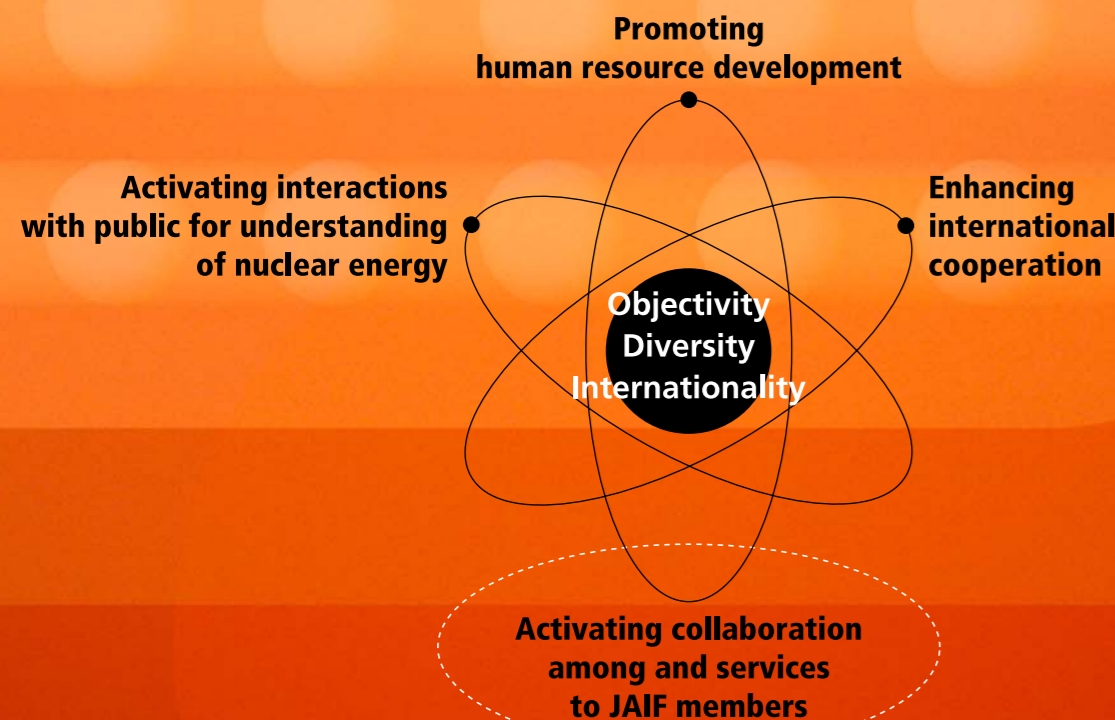 Promoting
human resource development
Activating interactions
with public for understanding
of nuclear energy
Enhancing
international
cooperation
Objectivity
Diversity
Internationality
Activating collaboration
among and services
to JAIF members